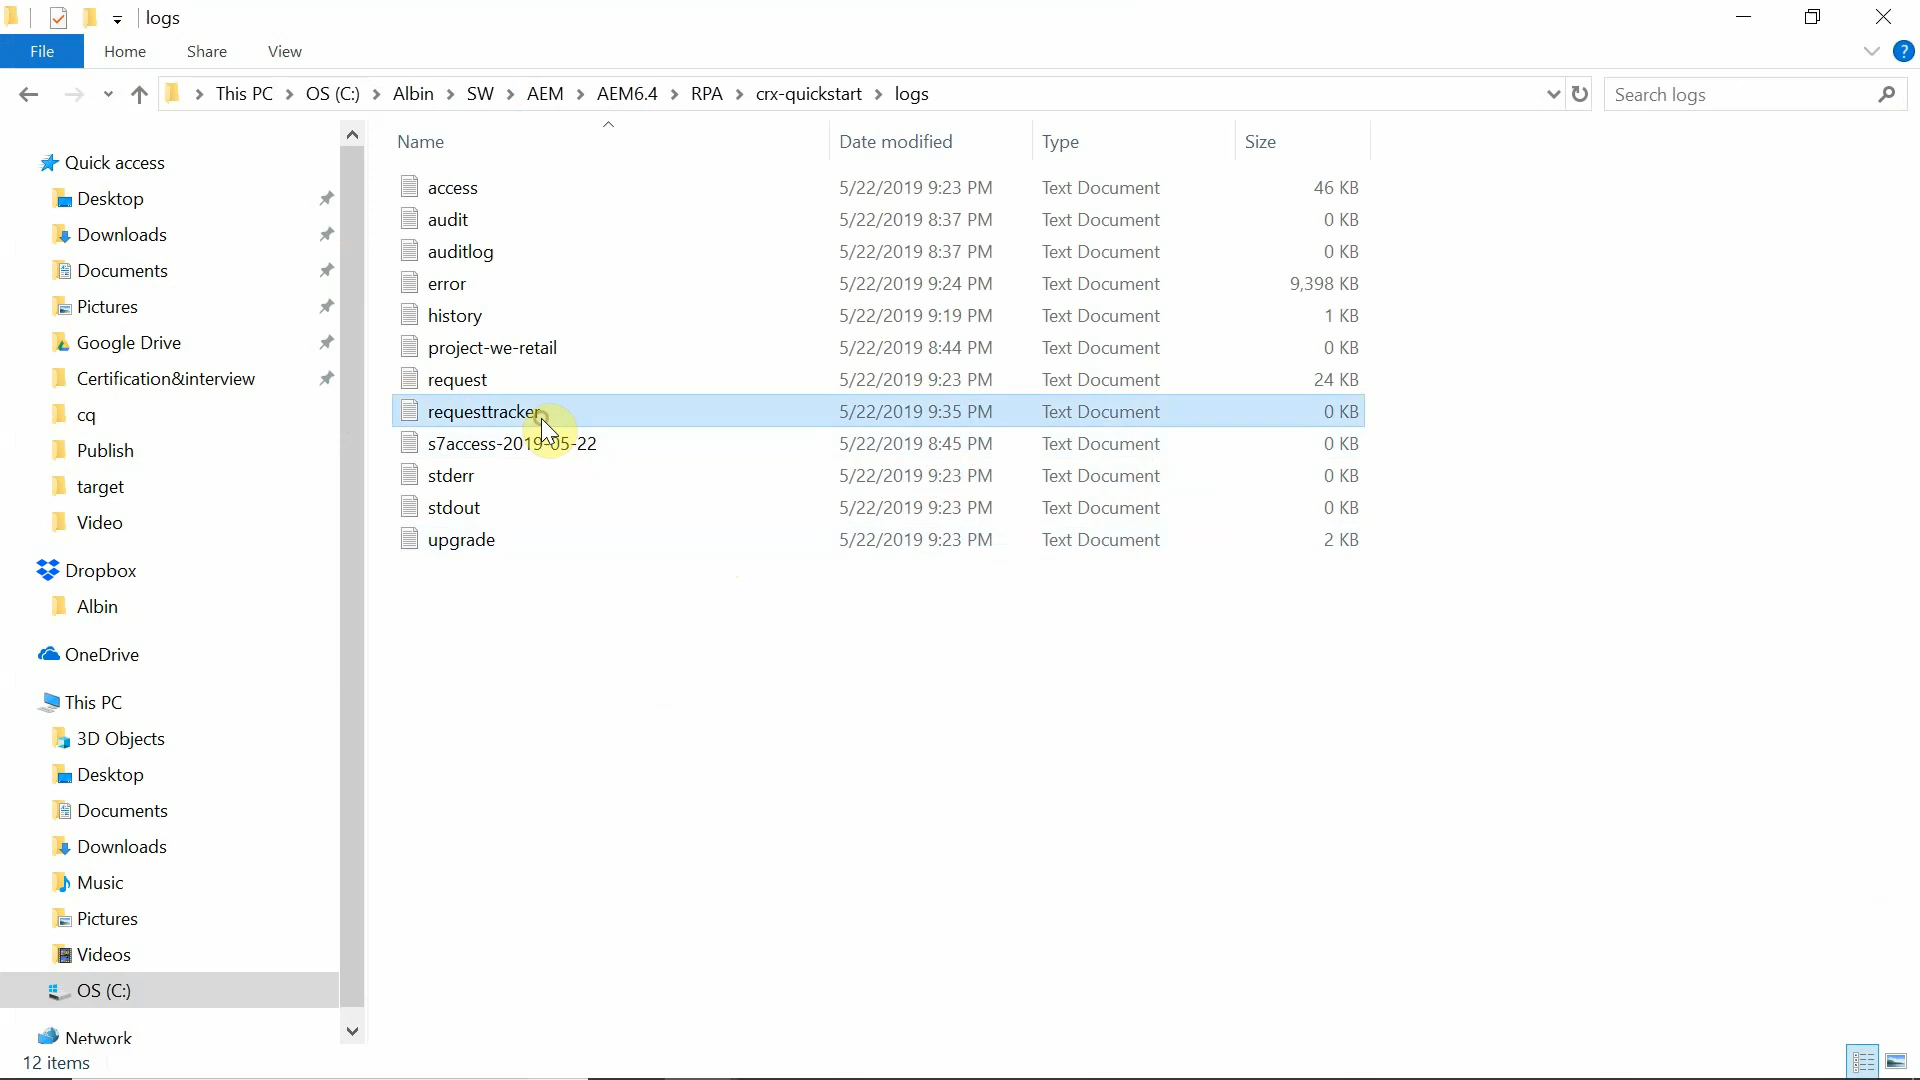 logs
File Home Share View ?
This PC OS (C:) Albin SW AEM AEM6.4 RPA crx-quickstart logs Search logs
Name Date modified Type Size
Quick access
Desktop
Downloads
Documents
Pictures
Google Drive
Certification&interview
cq
Publish
target
Video
Dropbox
Albin
OneDrive
This PC
3D Objects
Desktop
Documents
Downloads
Music
Pictures
Videos
OS (C:)
Network
access 5/22/2019 9:23 PM Text Document 46 KB
audit 5/22/2019 8:37 PM Text Document 0 KB
auditlog 5/22/2019 8:37 PM Text Document 0 KB
error 5/22/2019 9:24 PM Text Document 9,398 KB
history 5/22/2019 9:19 PM Text Document 1 KB
project-we-retail 5/22/2019 8:44 PM Text Document 0 KB
request 5/22/2019 9:23 PM Text Document 24 KB
requesttracker 5/22/2019 9:35 PM Text Document 0 KB
s7access-2019-05-22 5/22/2019 8:45 PM Text Document 0 KB
stderr 5/22/2019 9:23 PM Text Document 0 KB
stdout 5/22/2019 9:23 PM Text Document 0 KB
upgrade 5/22/2019 9:23 PM Text Document 2 KB
12 items